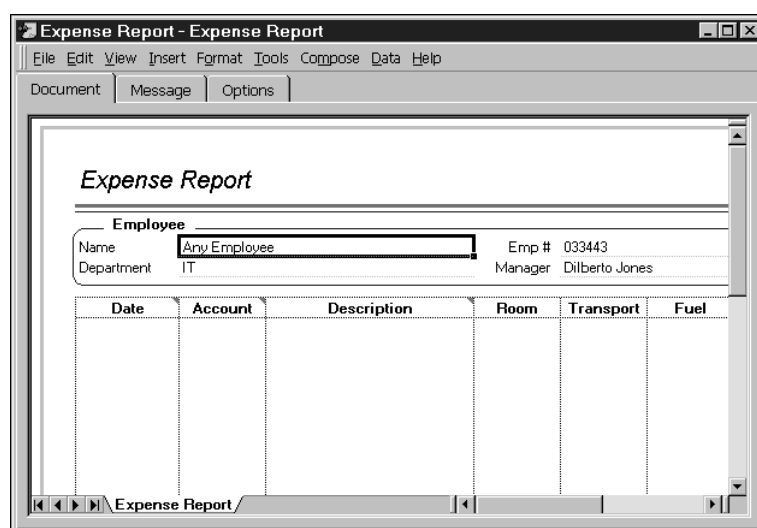 Expense Report - Expense Report
File Edit View Insert Format Tools Compose Data Help
Document Message Options
Expense Report
Employee
Name Any Employee Emp # 033443
Department IT Manager Dilberto Jones
Date Account Description Room Transport Fuel
Expense Report